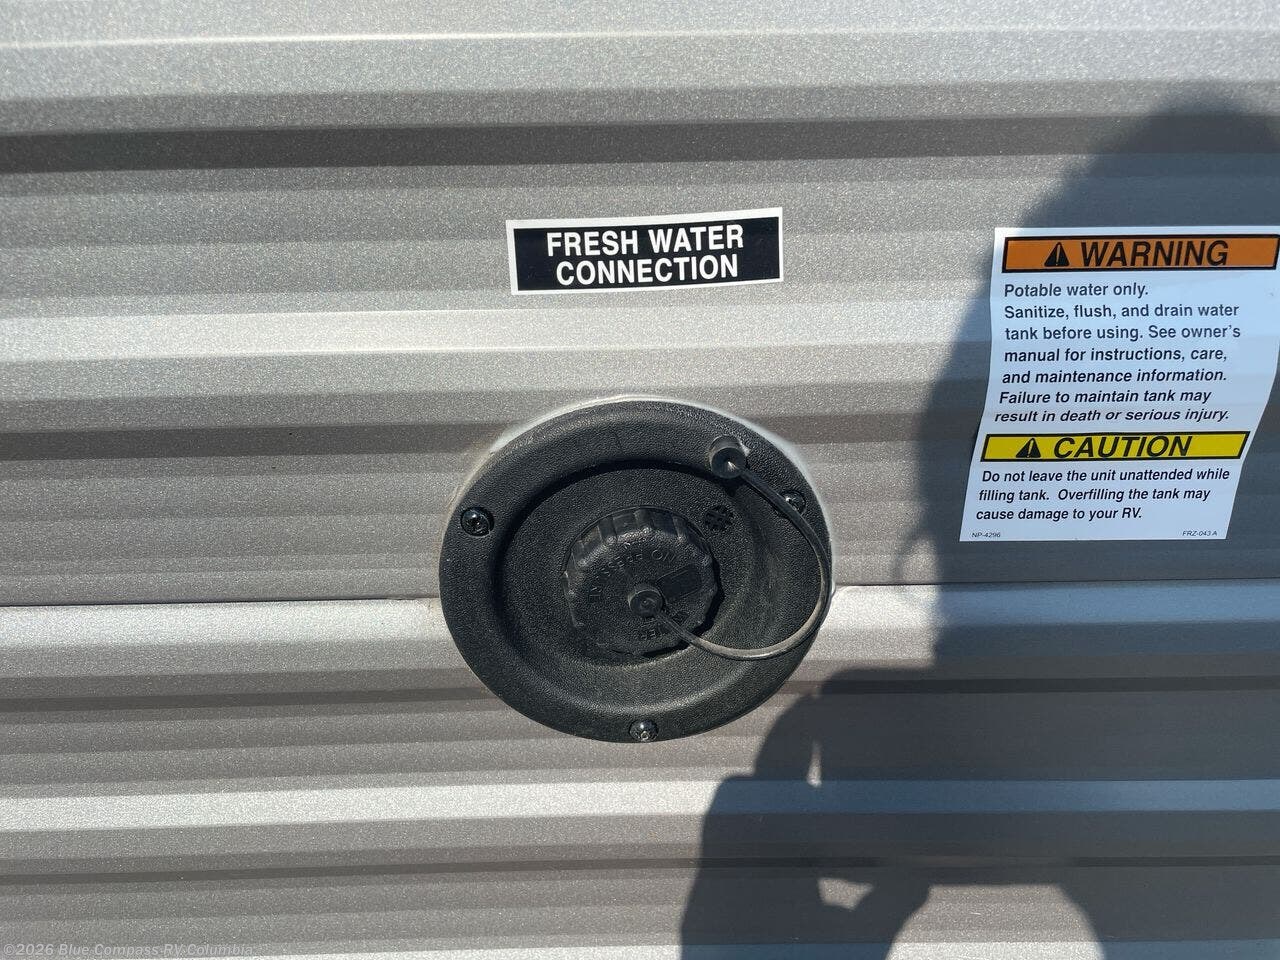 FRESH WATER
CONNECTION
WARNING
Potable water only.
Sanitize, flush, and drain water
tank before using. See owner's
manual for instructions, care,
and maintenance information.
Failure to maintain tank may
result in death or serious injury.
CAUTION
Do not leave the unit unattended while
filling tank. Overfilling the tank may
cause damage to your RV.
NP-4296 FRZ-043 A
©2026 Blue Compass RV Columbia